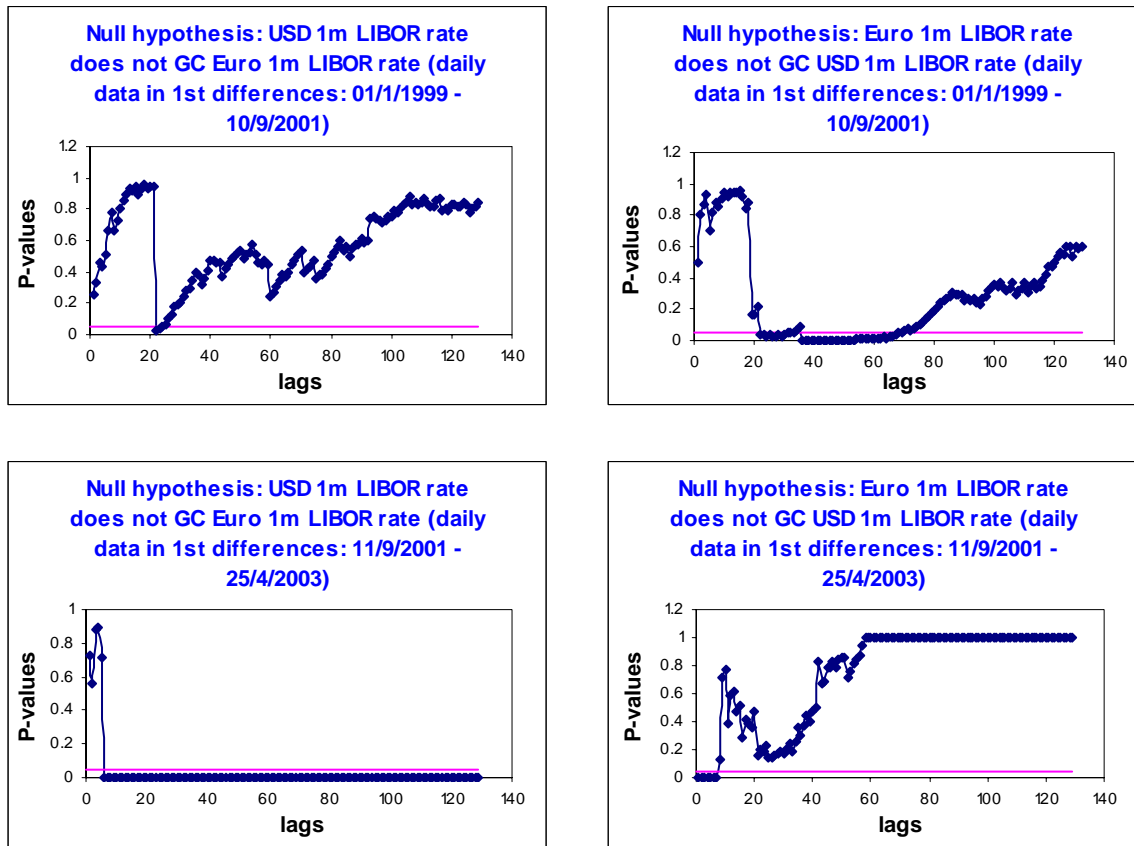 Null hypothesis: USD 1m LIBOR rate
does not GC Euro 1m LIBOR rate (daily
data in 1st differences: 01/1/1999 -
10/9/2001)
P-values
1.2
1
0.8
0.6
0.4
0.2
0
0 20 40 60 80 100 120 140
lags
Null hypothesis: Euro 1m LIBOR rate
does not GC USD 1m LIBOR rate (daily
data in 1st differences: 01/1/1999 -
10/9/2001)
P-values
1.2
1
0.8
0.6
0.4
0.2
0
0 20 40 60 80 100 120 140
lags
Null hypothesis: USD 1m LIBOR rate
does not GC Euro 1m LIBOR rate (daily
data in 1st differences: 11/9/2001 -
25/4/2003)
P-values
1
0.8
0.6
0.4
0.2
0
0 20 40 60 80 100 120 140
lags
Null hypothesis: Euro 1m LIBOR rate
does not GC USD 1m LIBOR rate (daily
data in 1st differences: 11/9/2001 -
25/4/2003)
P-values
1.2
1
0.8
0.6
0.4
0.2
0
0 20 40 60 80 100 120 140
lags